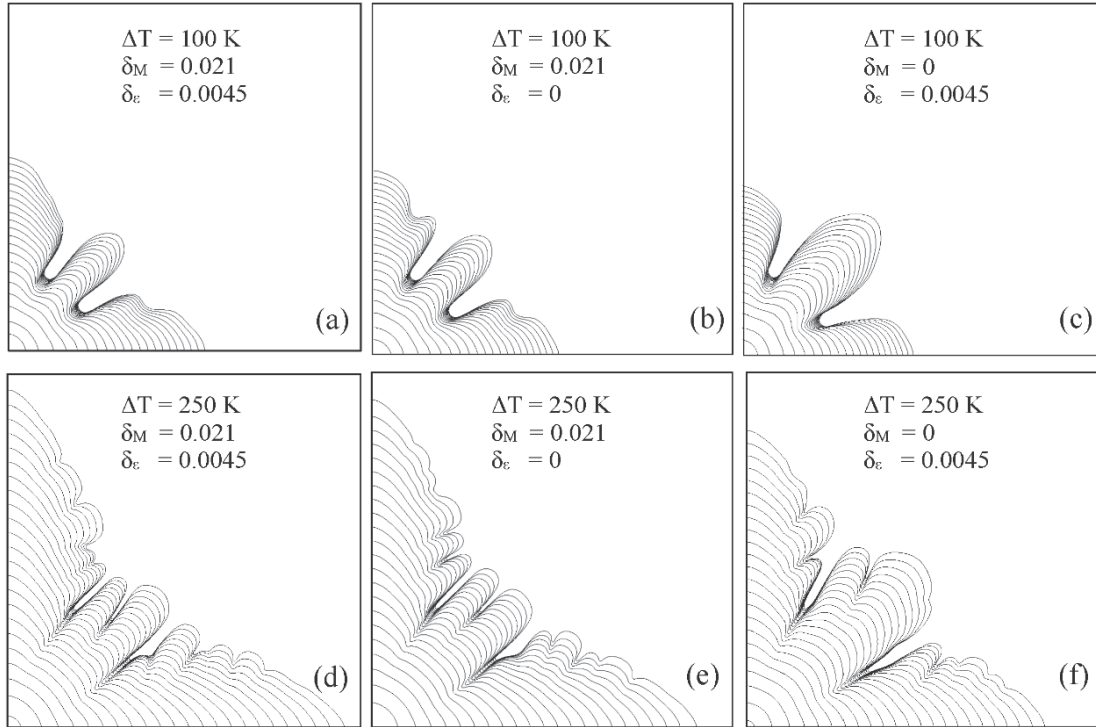 ΔT = 100 K
δM = 0.021
δε = 0.0045
(a)
ΔT = 100 K
δM = 0.021
δε = 0
(b)
ΔT = 100 K
δM = 0
δε = 0.0045
(c)
ΔT = 250 K
δM = 0.021
δε = 0.0045
(d)
ΔT = 250 K
δM = 0.021
δε = 0
(e)
ΔT = 250 K
δM = 0
δε = 0.0045
(f)